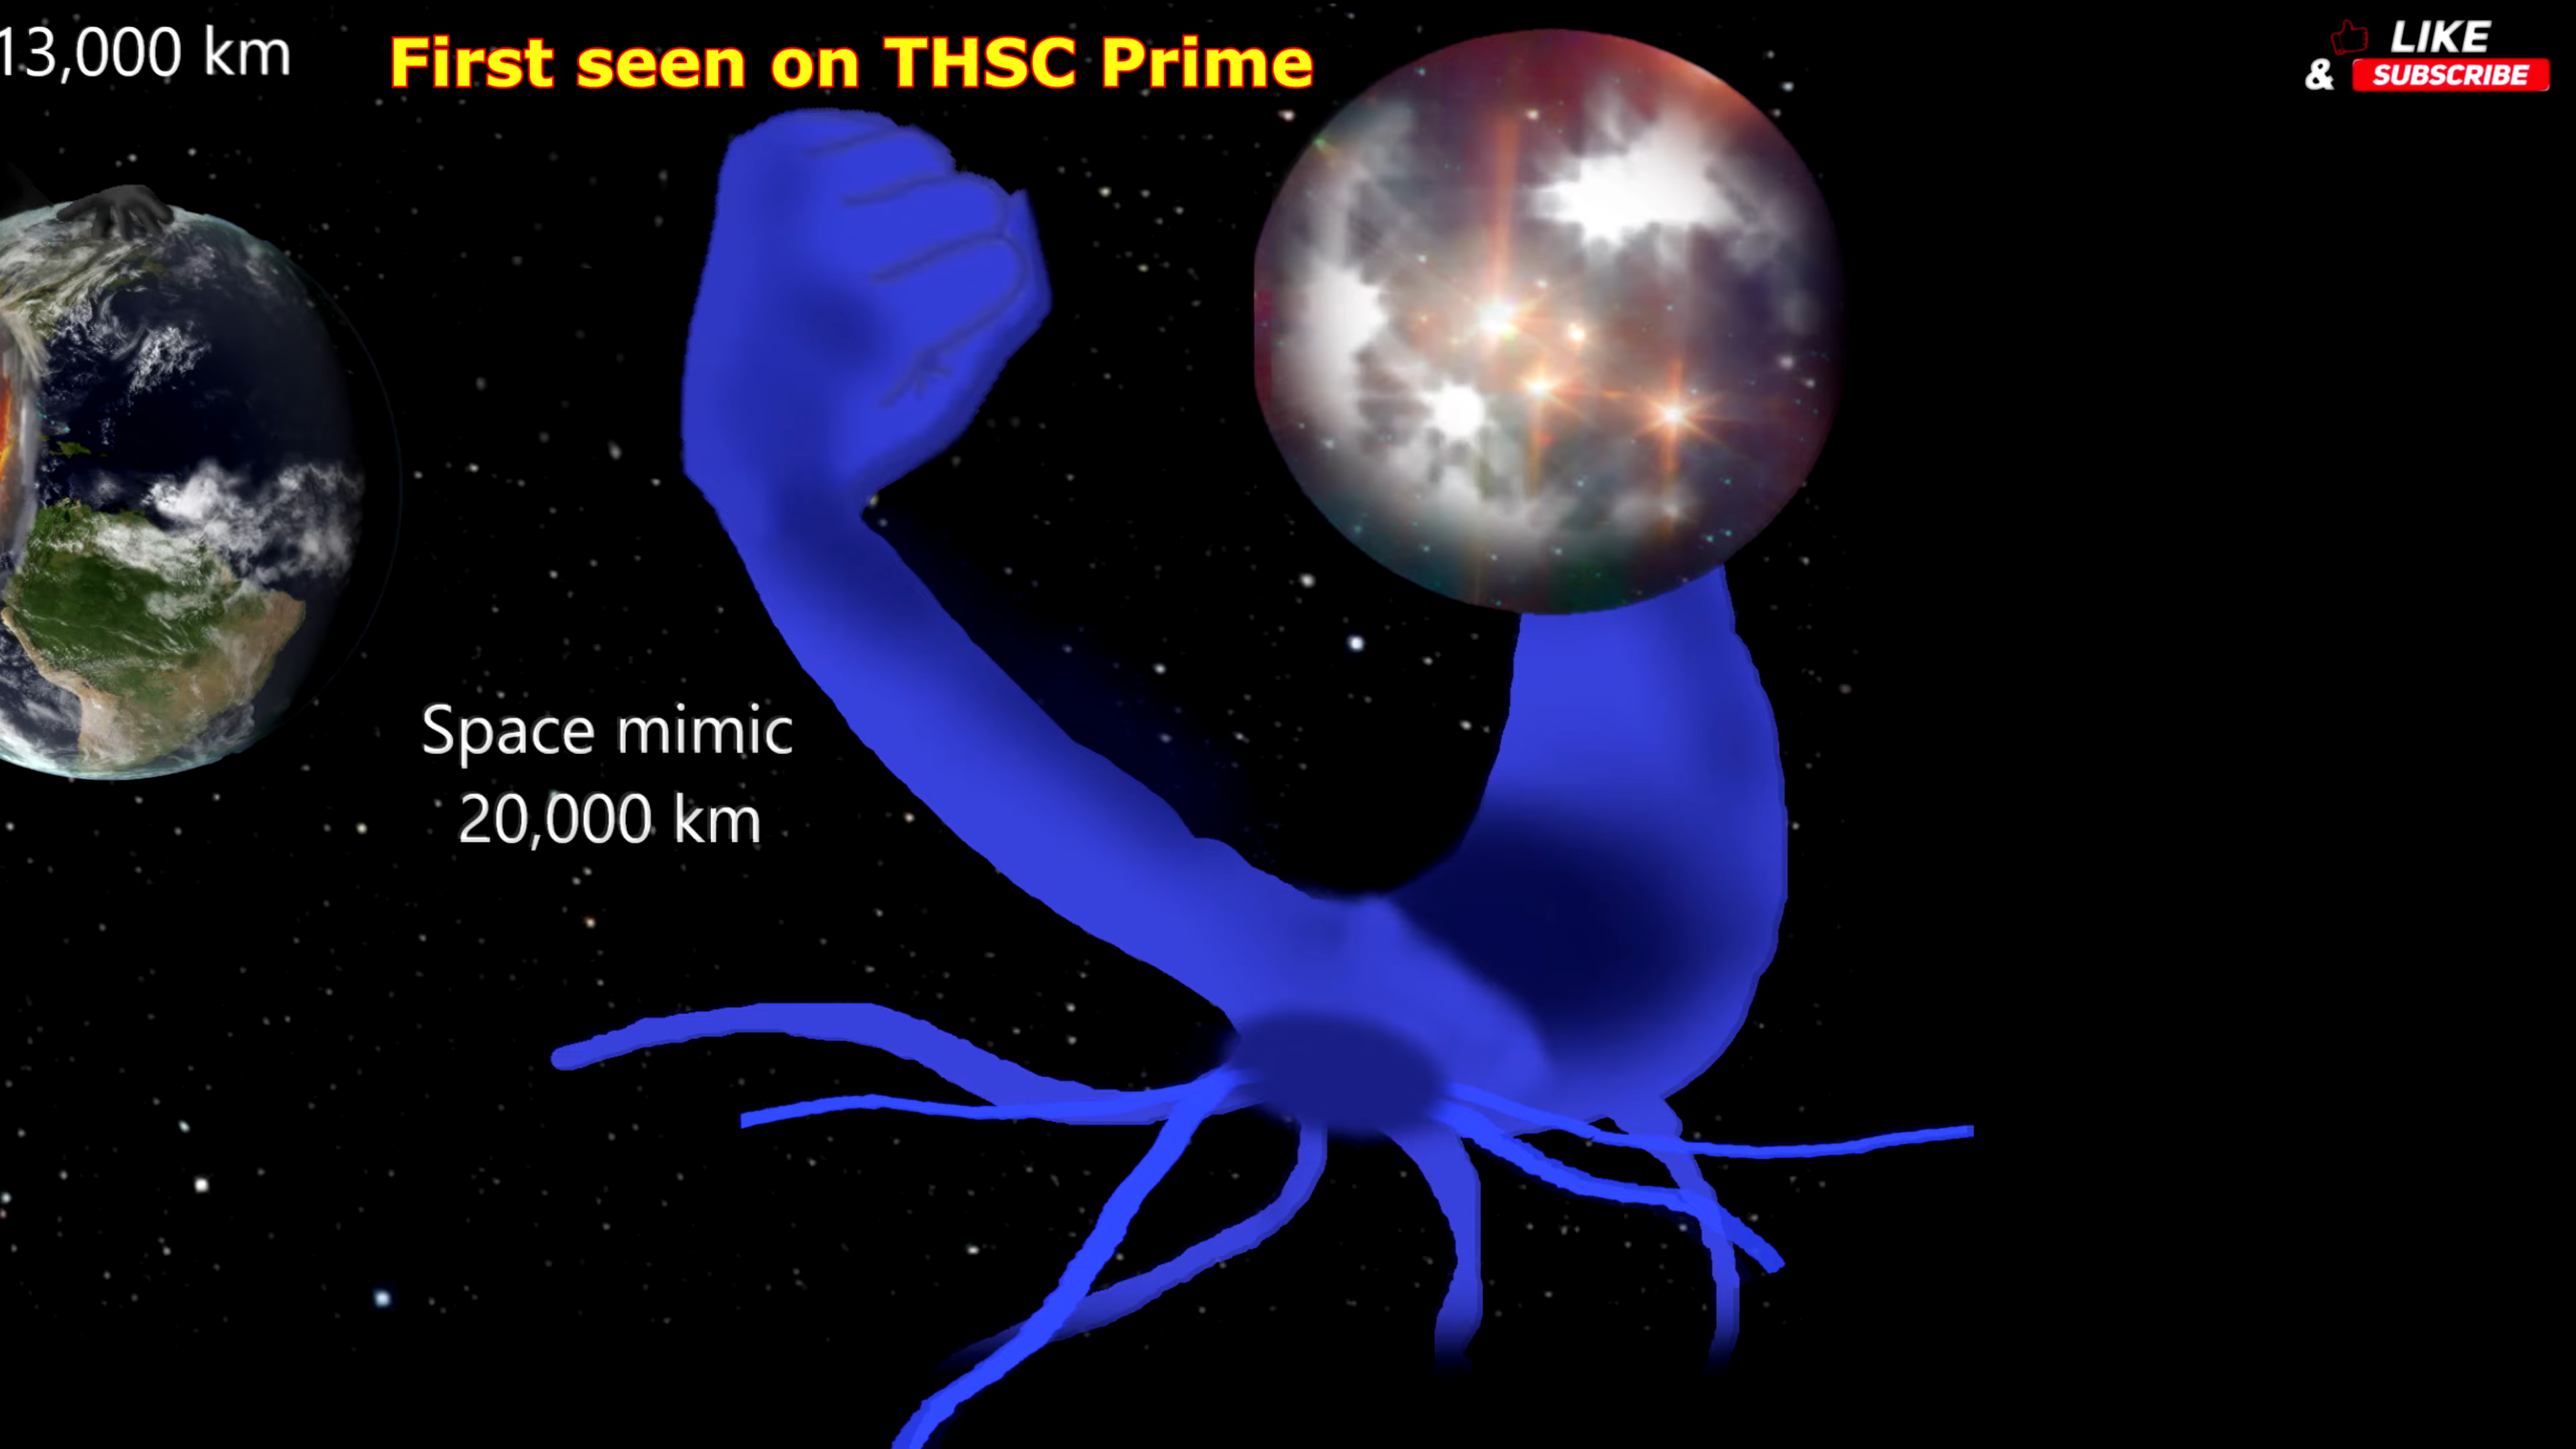 13,000 km
First seen on THSC Prime
LIKE
& SUBSCRIBE
Space mimic
20,000 km